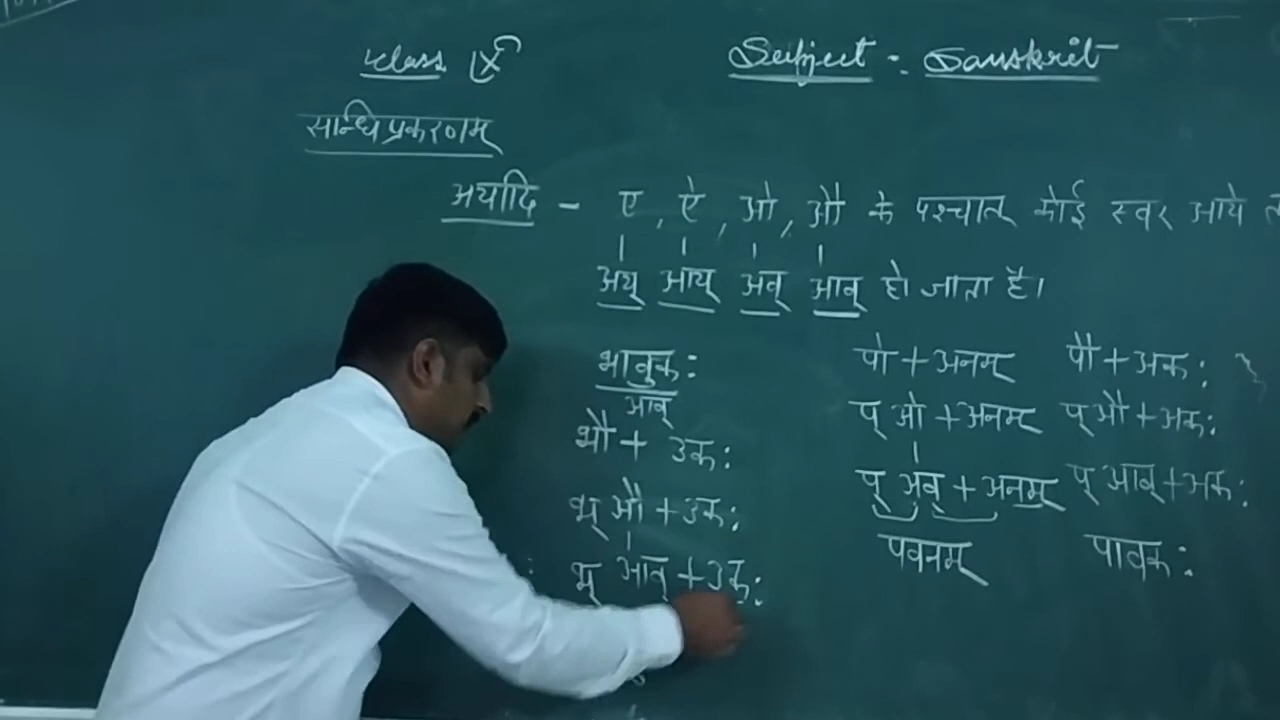 Class IX Subject - Sanskrit
सन्धिप्रकरणम्
अयादि - ए, ऐ, ओ, औ के पश्चात् कोई स्वर आये
अय् आय् अव् आव् हो जाता है।
भावुकः पो + अनम् पौ + अकः
आव्
भौ + उकः प् ओ + अनम् प् औ + अकः
भ् औ + उकः प् अव् + अनम् प् आव् + अकः
भ् आव् + उकः पवनम् पावकः